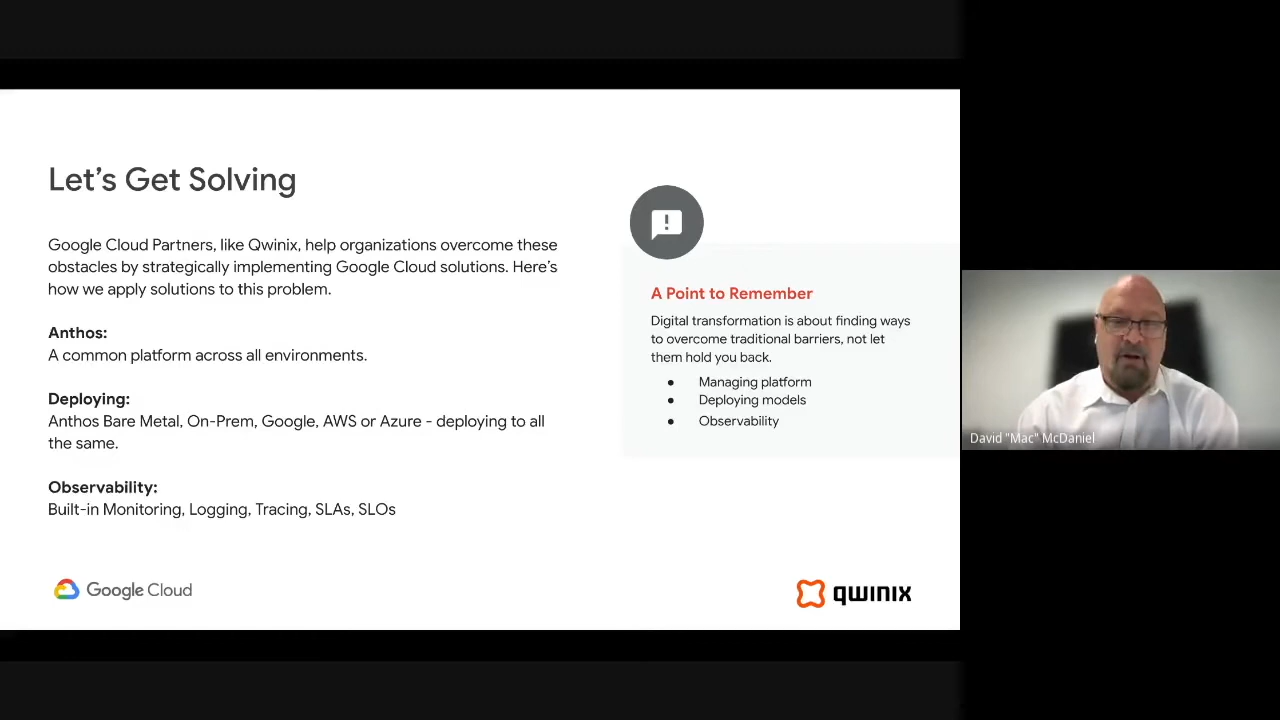 Let’s Get Solving
Google Cloud Partners, like Qwinix, help organizations overcome these
obstacles by strategically implementing Google Cloud solutions. Here’s
how we apply solutions to this problem.
Anthos:
A common platform across all environments.
Deploying:
Anthos Bare Metal, On-Prem, Google, AWS or Azure - deploying to all
the same.
Observability:
Built-in Monitoring, Logging, Tracing, SLAs, SLOs
A Point to Remember
Digital transformation is about finding ways
to overcome traditional barriers, not let
them hold you back.
● Managing platform
● Deploying models
● Observability
Google Cloud
qwinix
David "Mac" McDaniel